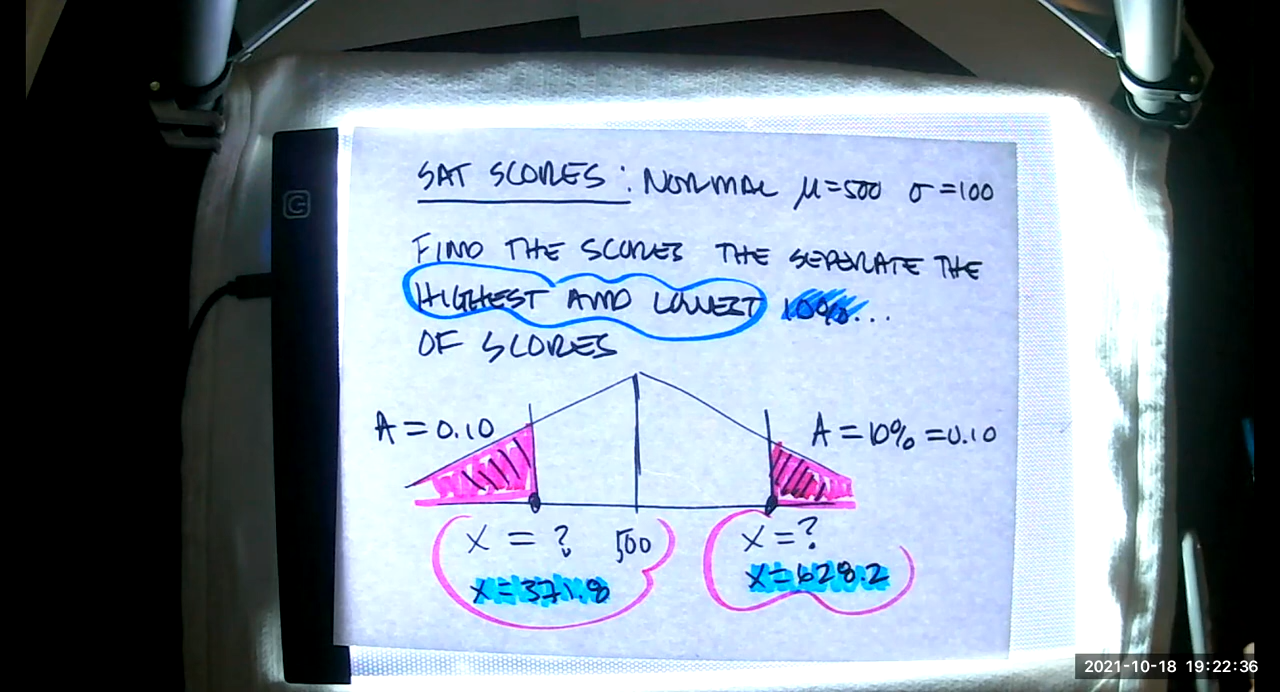 SAT SCORES: NORMAL μ=500 σ=100
FIND THE SCORES THE SEPERATE THE
HIGHEST AND LOWEST 10%...
OF SCORES
A = 0.10
A = 10% = 0.10
X = ? 500 X = ?
X = 371.8 X = 628.2
2021-10-18 19:22:36